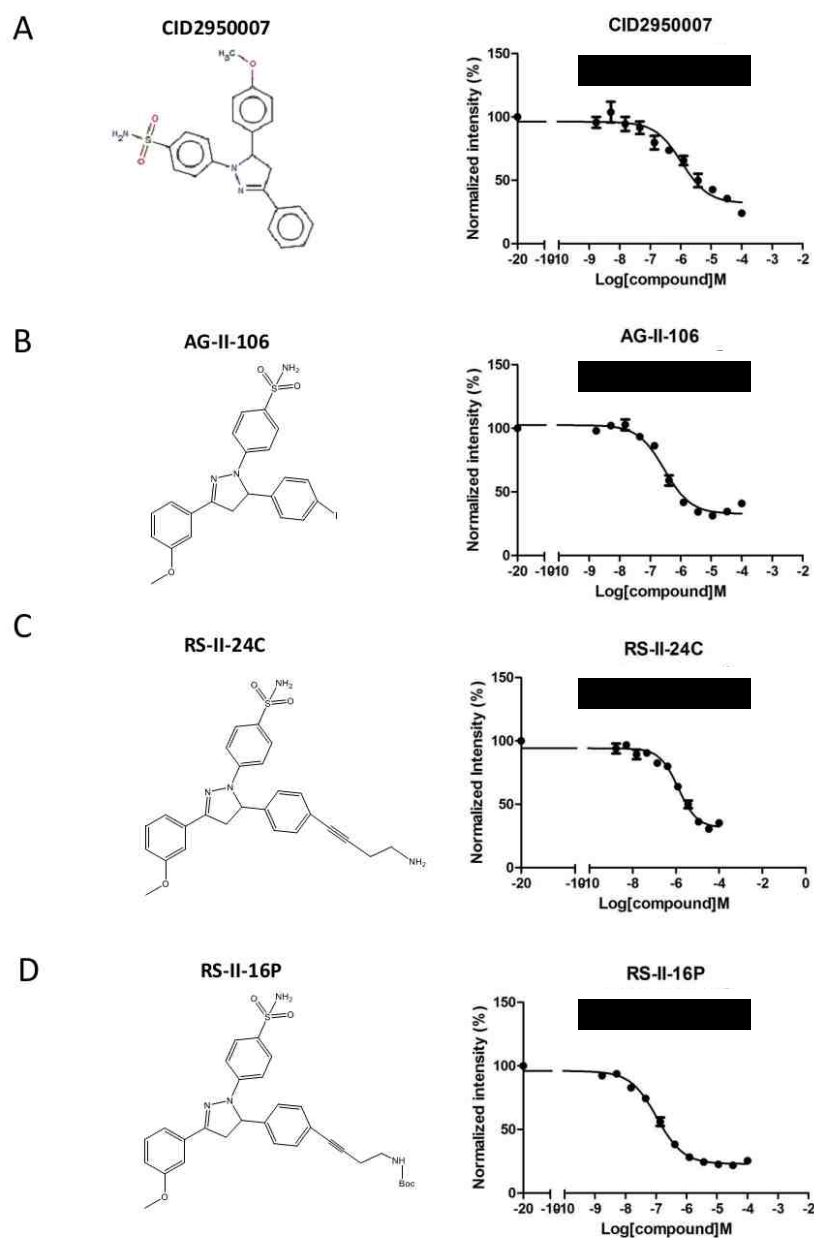 A
CID2950007
CID2950007
H₃C
O
O
H₂N
S
O
N
N
Normalized intensity (%)
150
100
50
0
-20 -10 -10 -9 -8 -7 -6 -5 -4 -3 -2
Log[compound]M
B
AG-II-106
AG-II-106
NH₂
O
S
O
N
N
I
O
Normalized intensity (%)
150
100
50
0
-20 -10 -10 -9 -8 -7 -6 -5 -4 -3 -2
Log[compound]M
C
RS-II-24C
RS-II-24C
NH₂
O
S
O
N
N
NH₂
O
Normalized Intensity (%)
150
100
50
0
-20 -10 -10 -8 -6 -4 -2 0
Log[compound]M
D
RS-II-16P
RS-II-16P
NH₂
O
S
O
N
N
NH
Boc
O
Normalized intensity (%)
150
100
50
0
-20 -10 -10 -9 -8 -7 -6 -5 -4 -3 -2
Log[compound]M